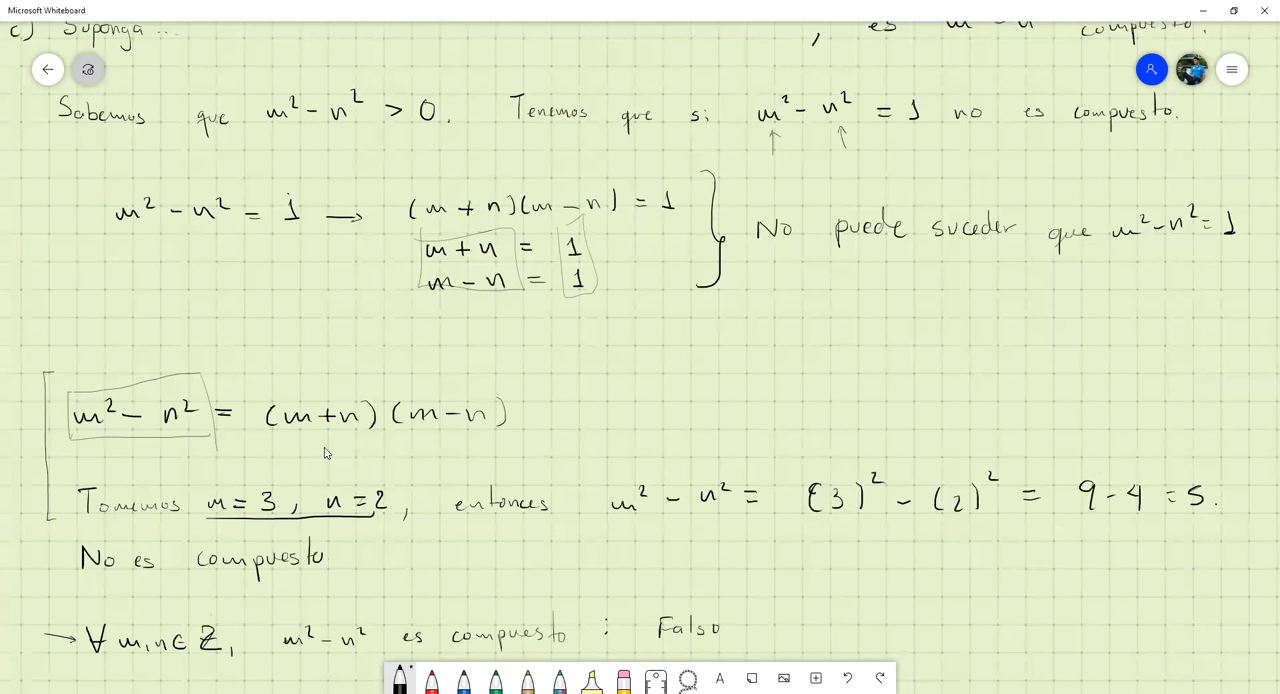 Microsoft Whiteboard
c) Suponga ... , es m² - n² compuesto.
Sabemos que m² - n² > 0. Tenemos que si m² - n² = 1 no es compuesto.
m² - n² = 1 → (m + n)(m - n) = 1
m + n = 1
m - n = 1
No puede suceder que m² - n² = 1
m² - n² = (m + n)(m - n)
Tomemos m = 3, n = 2, entonces m² - n² = (3)² - (2)² = 9 - 4 = 5.
No es compuesto
→ ∀ m, n ∈ Z, m² - n² es compuesto : Falso